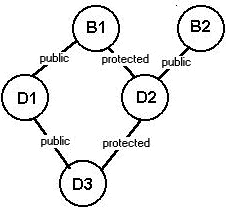 B1 B2
public protected public
D1 D2
public protected
D3